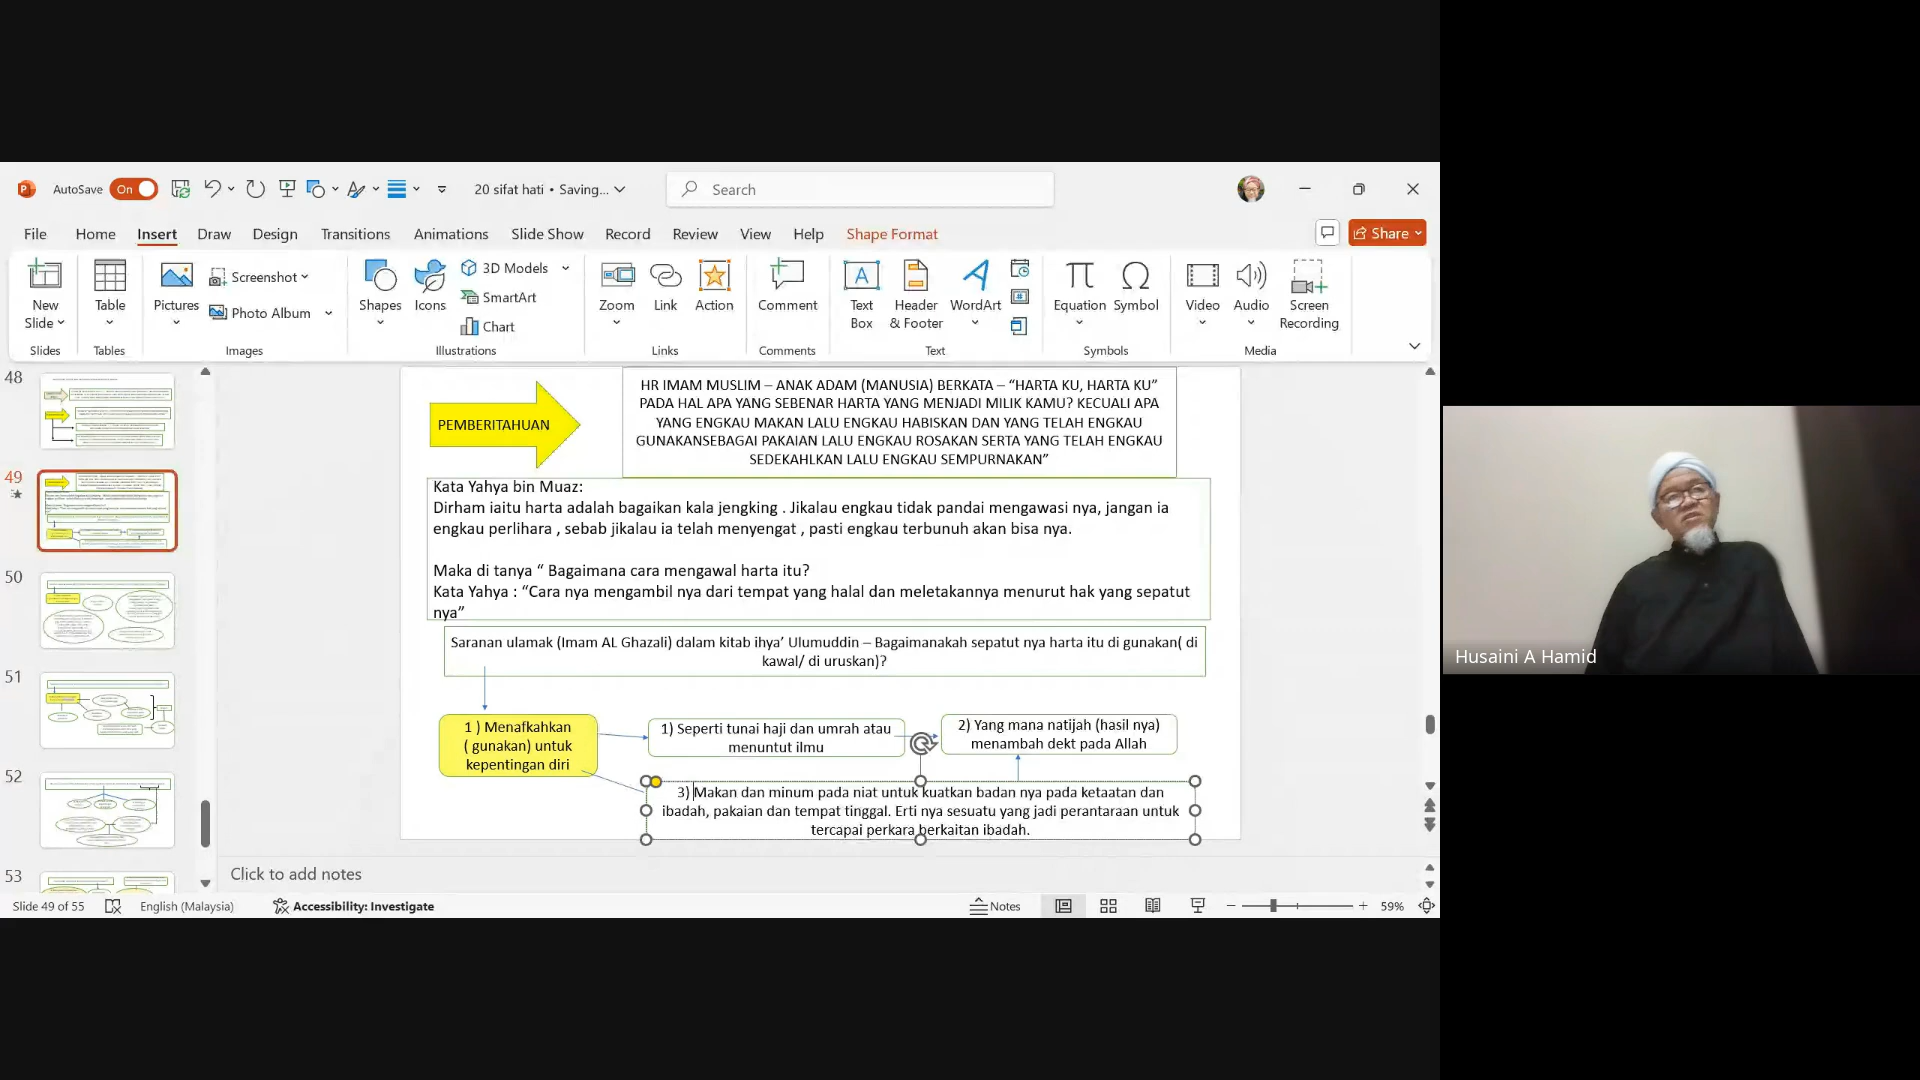 AutoSave On 20 sifat hati • Saving... Search
File Home Insert Draw Design Transitions Animations Slide Show Record Review View Help Shape Format Share
New Slide
Slides
Table
Tables
Pictures
Screenshot
Photo Album
Images
Shapes
Icons
3D Models
SmartArt
Chart
Illustrations
Zoom
Link
Action
Links
Comment
Comments
Text Box
Header & Footer
WordArt
Text
Equation
Symbol
Symbols
Video
Audio
Screen Recording
Media
48
49
50
51
52
53
PEMBERITAHUAN
HR IMAM MUSLIM – ANAK ADAM (MANUSIA) BERKATA – “HARTA KU, HARTA KU”
PADA HAL APA YANG SEBENAR HARTA YANG MENJADI MILIK KAMU? KECUALI APA
YANG ENGKAU MAKAN LALU ENGKAU HABISKAN DAN YANG TELAH ENGKAU
GUNAKANSEBAGAI PAKAIAN LALU ENGKAU ROSAKAN SERTA YANG TELAH ENGKAU
SEDEKAHLKAN LALU ENGKAU SEMPURNAKAN”
Kata Yahya bin Muaz:
Dirham iaitu harta adalah bagaikan kala jengking . Jikalau engkau tidak pandai mengawasi nya, jangan ia
engkau perlihara , sebab jikalau ia telah menyengat , pasti engkau terbunuh akan bisa nya.
Maka di tanya “ Bagaimana cara mengawal harta itu?
Kata Yahya : “Cara nya mengambil nya dari tempat yang halal dan meletakannya menurut hak yang sepatut
nya”
Saranan ulamak (Imam AL Ghazali) dalam kitab ihya’ Ulumuddin – Bagaimanakah sepatut nya harta itu di gunakan( di
kawal/ di uruskan)?
1 ) Menafkahkan
( gunakan) untuk
kepentingan diri
1) Seperti tunai haji dan umrah atau
menuntut ilmu
2) Yang mana natijah (hasil nya)
menambah dekt pada Allah
3) Makan dan minum pada niat untuk kuatkan badan nya pada ketaatan dan
ibadah, pakaian dan tempat tinggal. Erti nya sesuatu yang jadi perantaraan untuk
tercapai perkara berkaitan ibadah.
Click to add notes
Slide 49 of 55 English (Malaysia) Accessibility: Investigate Notes 59%
Husaini A Hamid